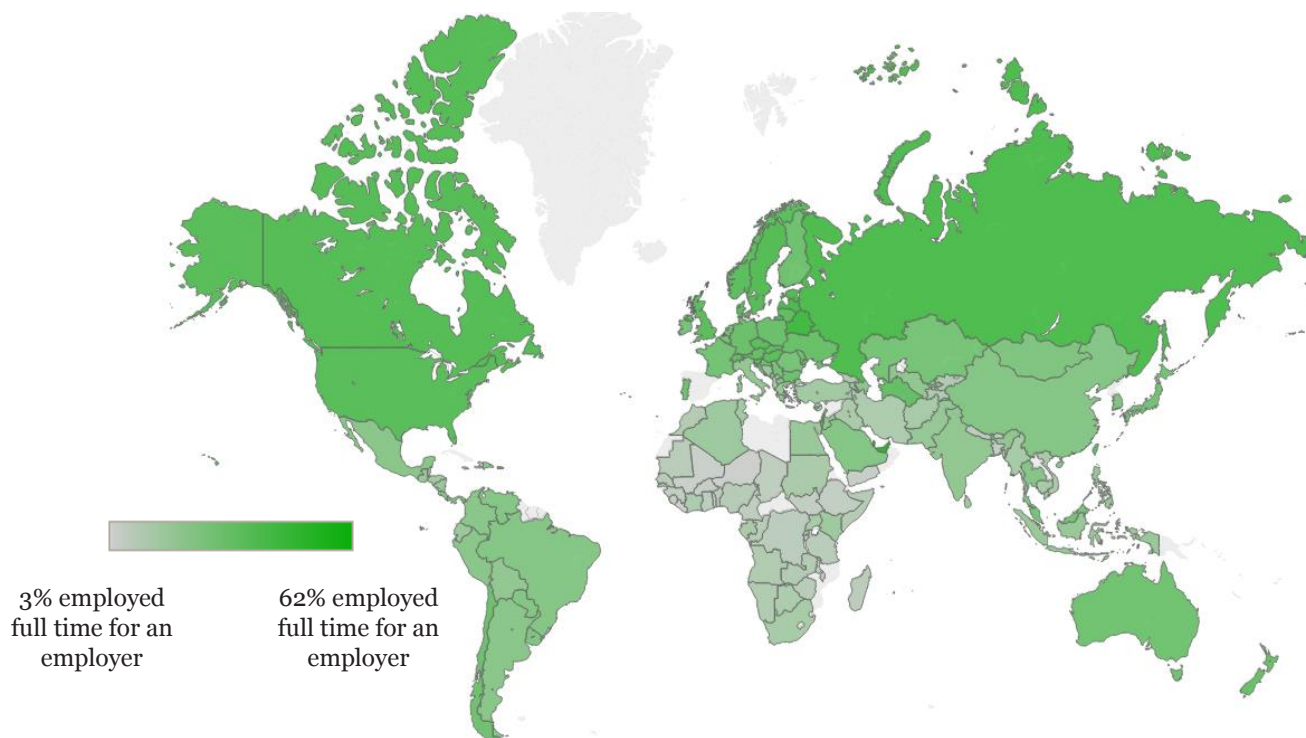 3% employed
full time for an
employer
62% employed
full time for an
employer